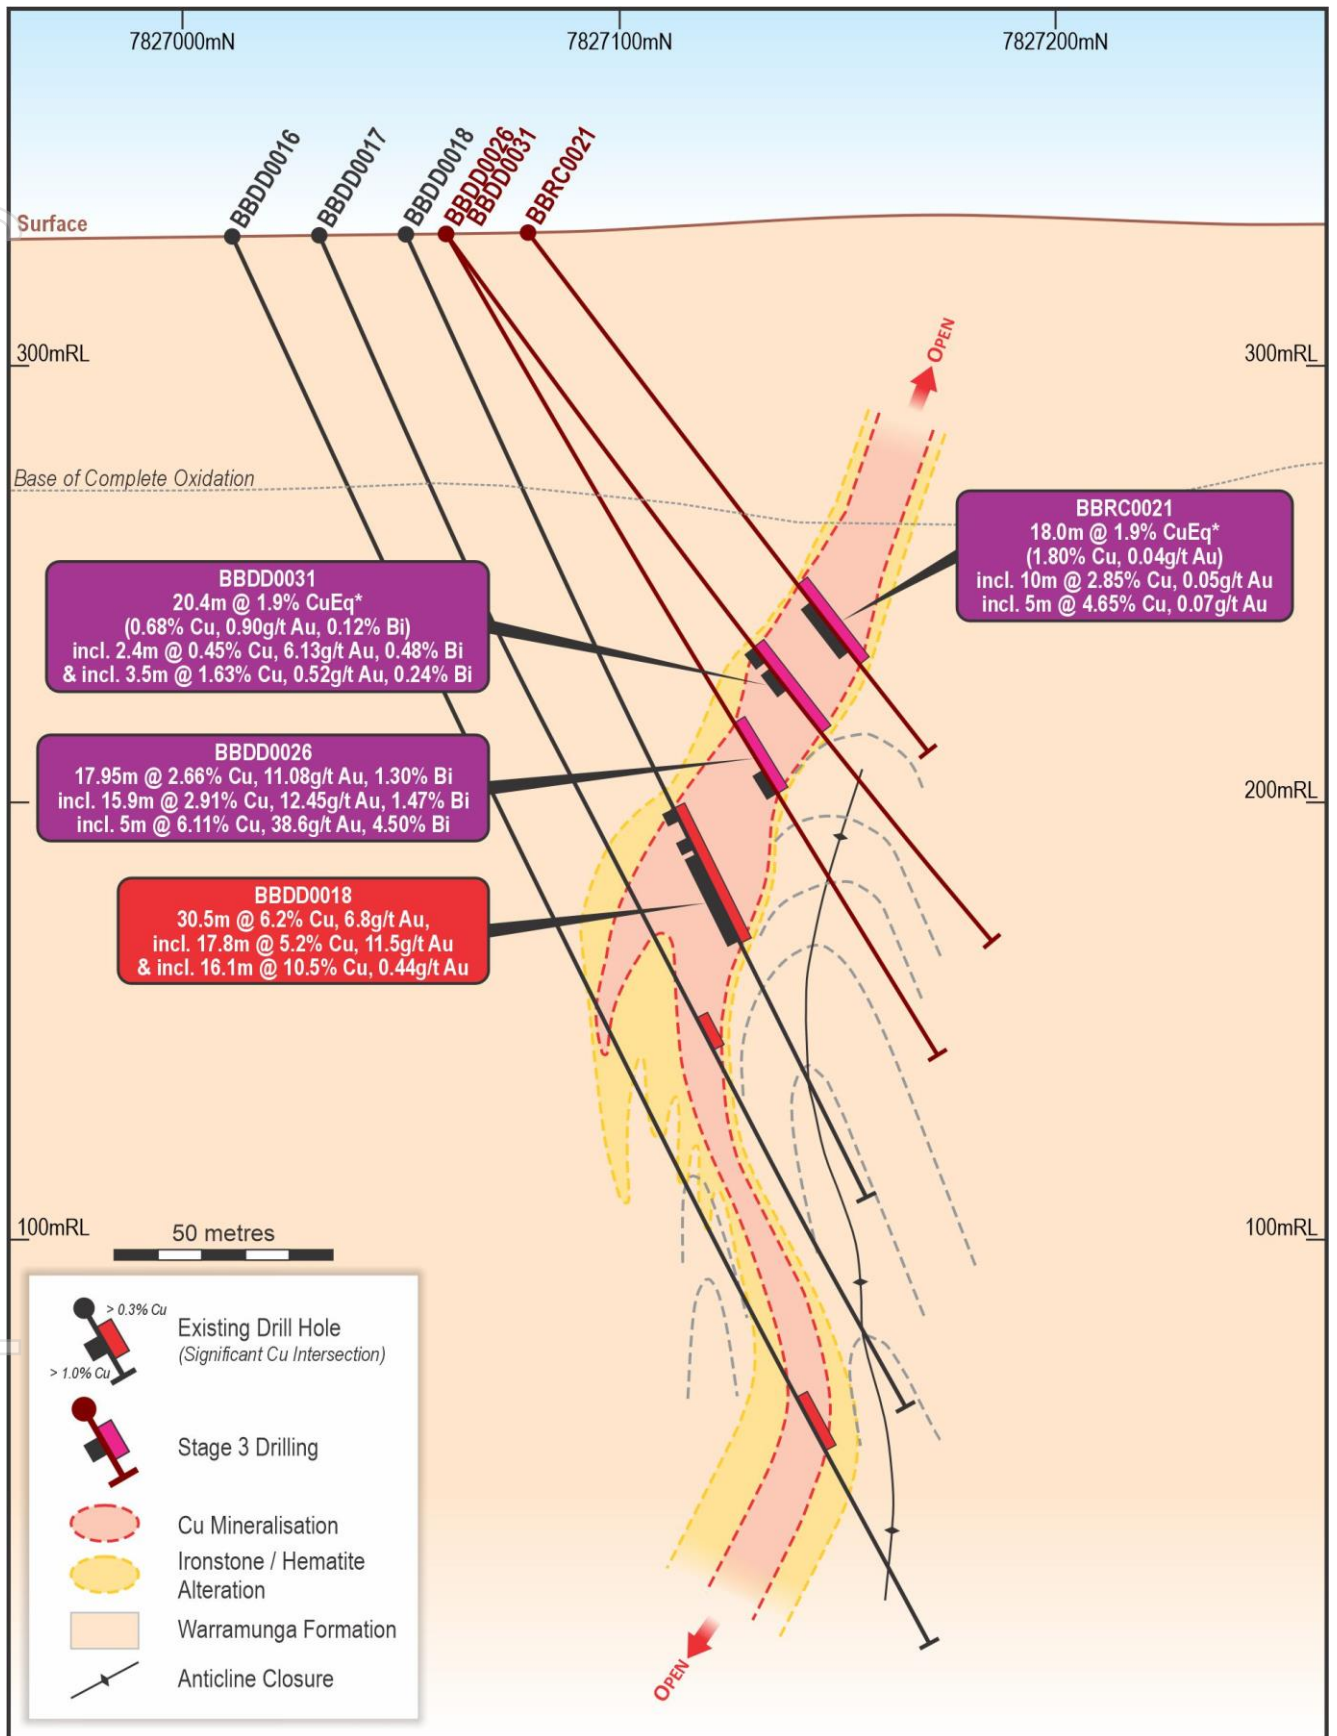 7827000mN
7827100mN
7827200mN
BBDD0016
BBDD0017
BBDD0018
BBDD0026
BBDD0031
BBRC0021
Surface
300mRL
300mRL
OPEN
Base of Complete Oxidation
BBRC0021
18.0m @ 1.9% CuEq*
(1.80% Cu, 0.04g/t Au)
incl. 10m @ 2.85% Cu, 0.05g/t Au
incl. 5m @ 4.65% Cu, 0.07g/t Au
BBDD0031
20.4m @ 1.9% CuEq*
(0.68% Cu, 0.90g/t Au, 0.12% Bi)
incl. 2.4m @ 0.45% Cu, 6.13g/t Au, 0.48% Bi
& incl. 3.5m @ 1.63% Cu, 0.52g/t Au, 0.24% Bi
BBDD0026
17.95m @ 2.66% Cu, 11.08g/t Au, 1.30% Bi
incl. 15.9m @ 2.91% Cu, 12.45g/t Au, 1.47% Bi
incl. 5m @ 6.11% Cu, 38.6g/t Au, 4.50% Bi
200mRL
BBDD0018
30.5m @ 6.2% Cu, 6.8g/t Au,
incl. 17.8m @ 5.2% Cu, 11.5g/t Au
& incl. 16.1m @ 10.5% Cu, 0.44g/t Au
100mRL
100mRL
50 metres
> 0.3% Cu
Existing Drill Hole
(Significant Cu Intersection)
> 1.0% Cu
Stage 3 Drilling
Cu Mineralisation
Ironstone / Hematite
Alteration
Warramunga Formation
Anticline Closure
OPEN